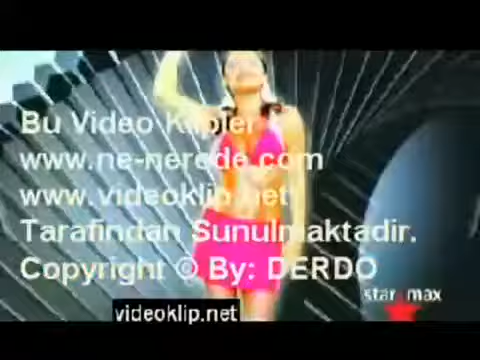 Bu Video Klipler
www.ne-nerede.com
www.videoklip.net
Tarafindan Sunulmaktadir.
Copyright © By: DERDO
star max
videoklip.net